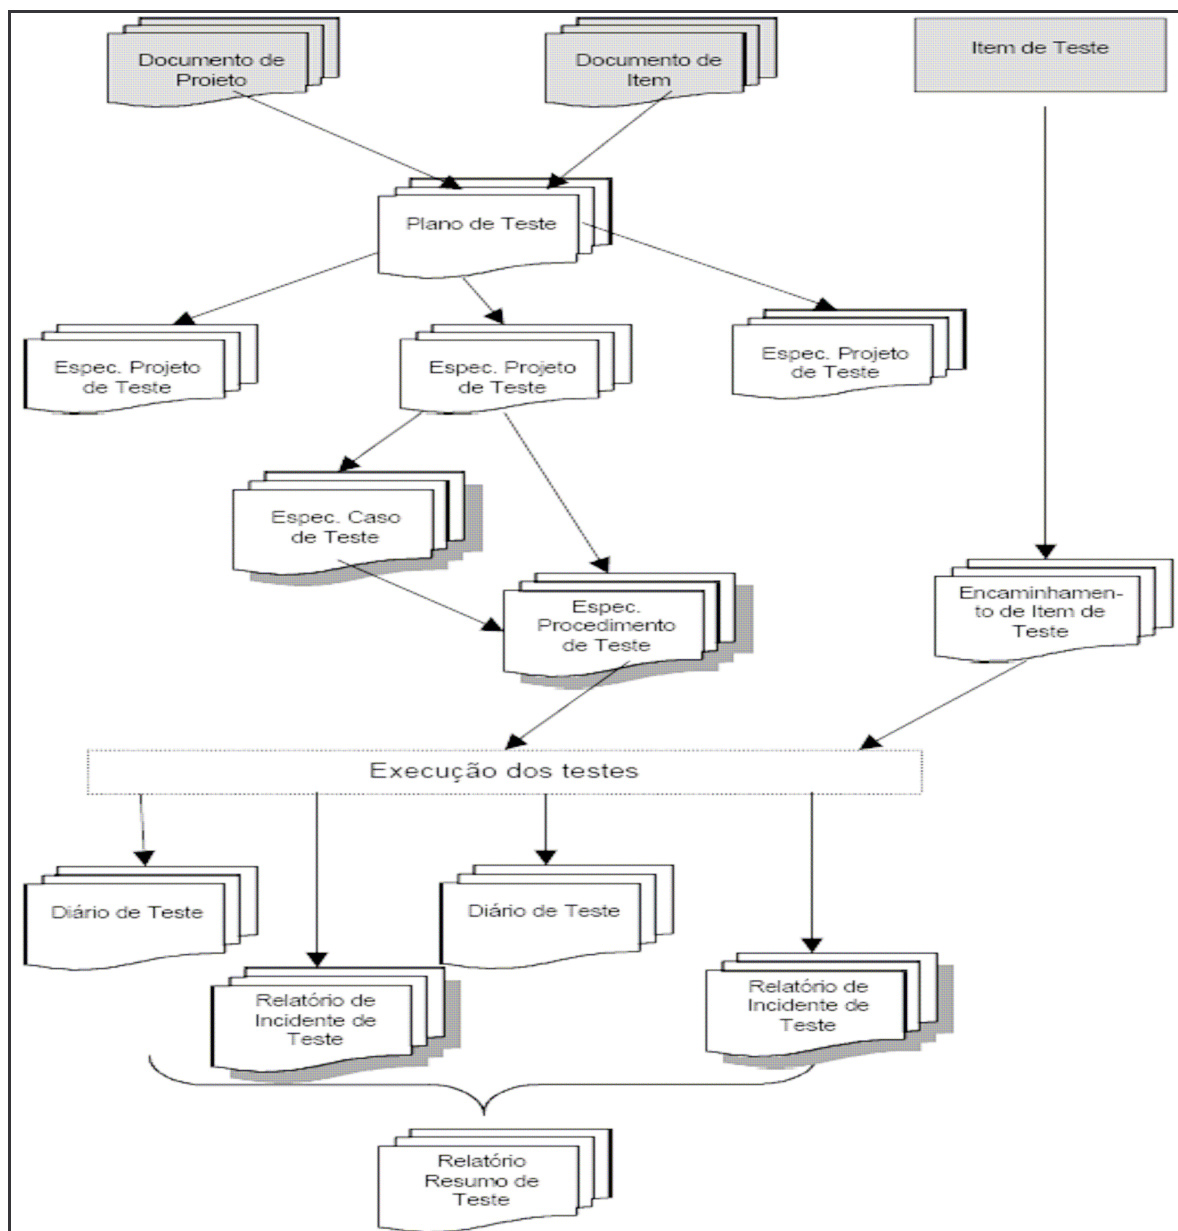 Documento de
Projeto
Documento de
Item
Item de Teste
Plano de Teste
Espec. Projeto
de Teste
Espec. Projeto
de Teste
Espec. Projeto
de Teste
Espec. Caso
de Teste
Espec.
Procedimento
de Teste
Encaminhamen-
to de Item de
Teste
Execução dos testes
Diário de Teste
Diário de Teste
Relatório de
Incidente de
Teste
Relatório de
Incidente de
Teste
Relatório
Resumo de
Teste